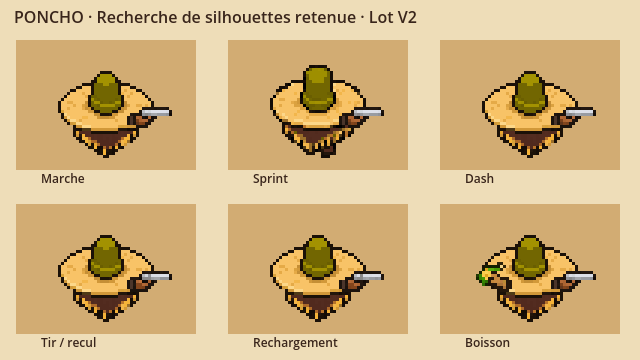 PONCHO · Recherche de silhouettes retenue · Lot V2
Marche
Sprint
Dash
Tir / recul
Rechargement
Boisson